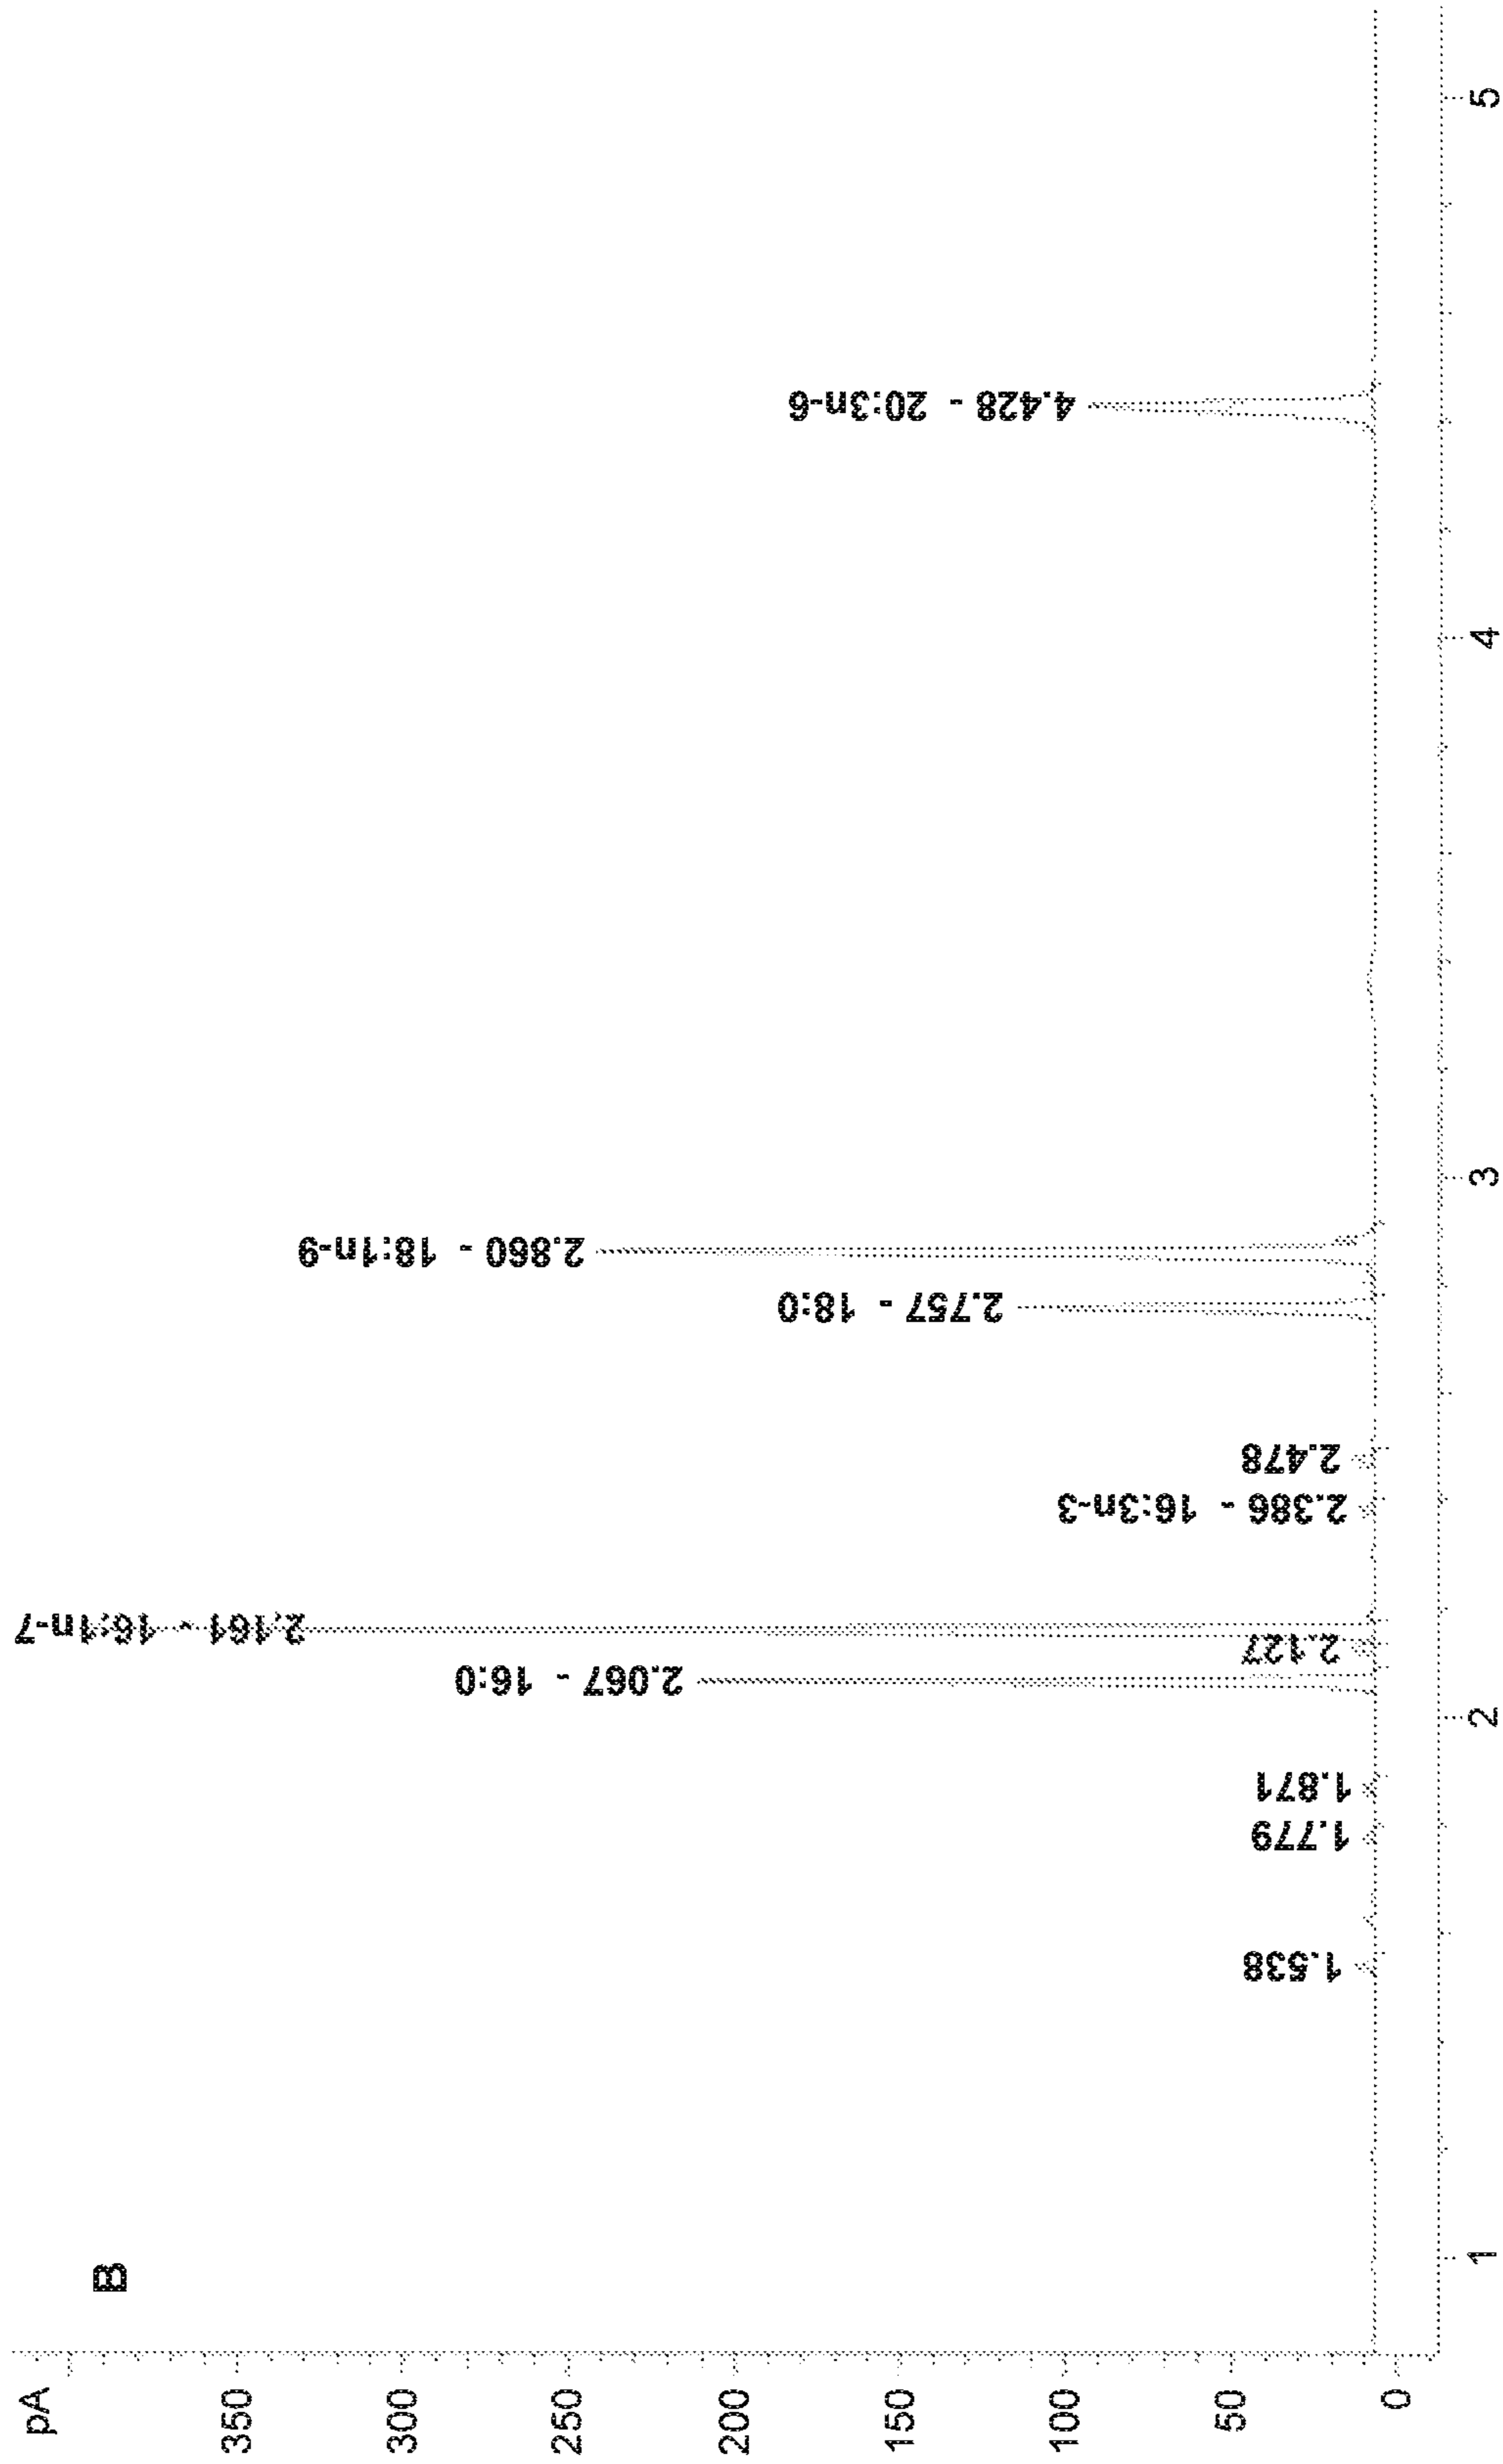 B
pA
350
300
250
200
150
100
50
0
1.538
1.779
1.871
2.067 - 16:0
2.127
2.161 - 16:1n-7
2.386 - 16:3n-3
2.478
2.757 - 18:0
2.860 - 18:1n-9
4.428 - 20:3n-6
1
2
3
4
5